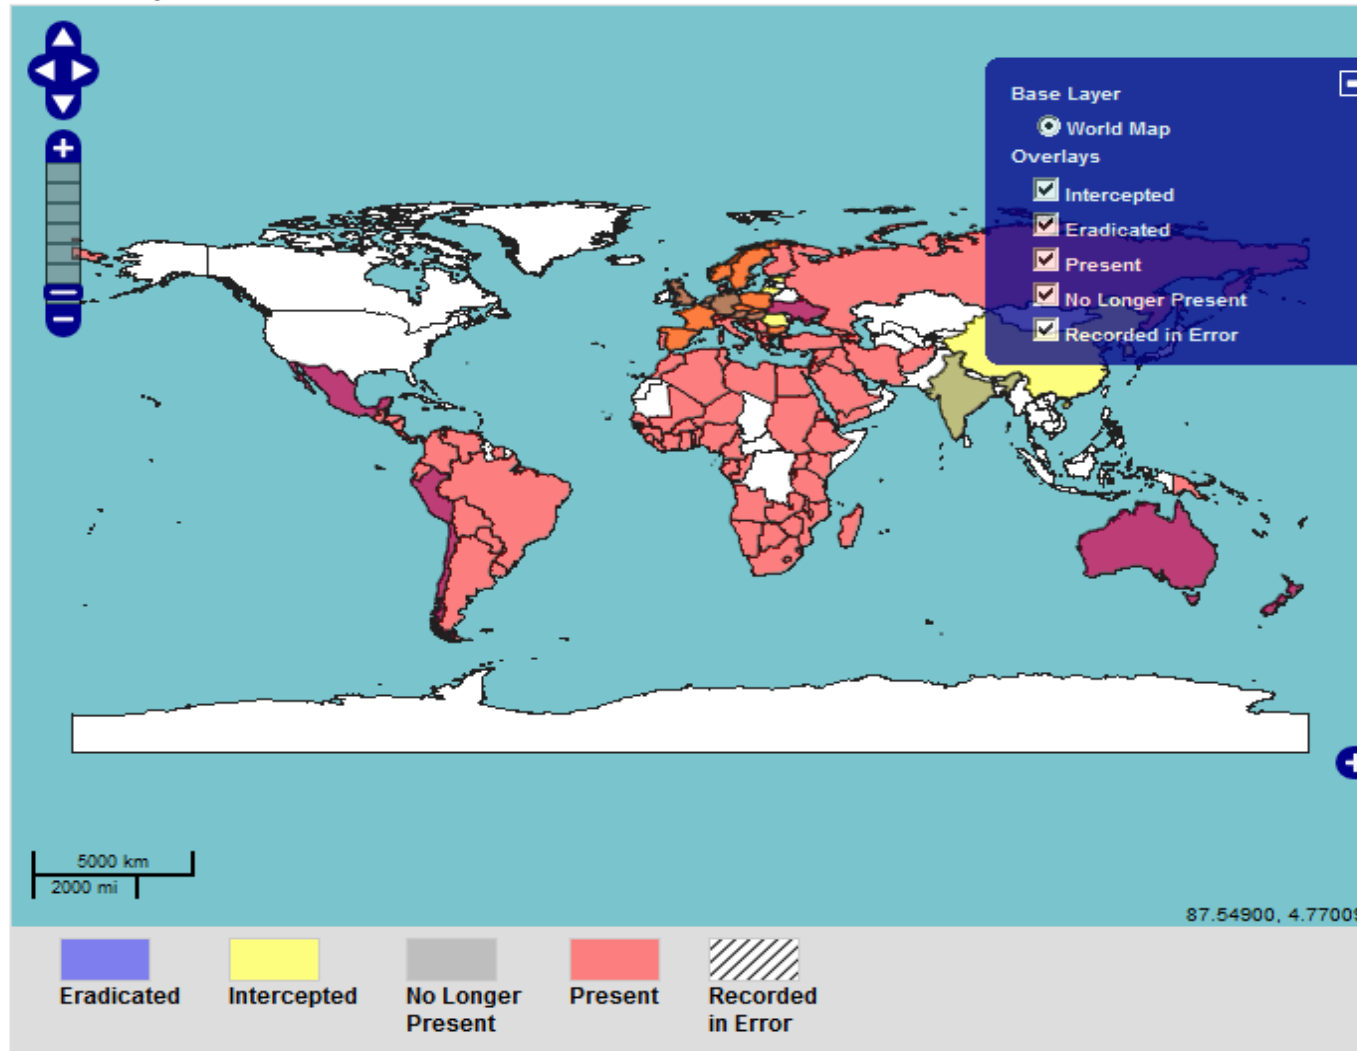 Base Layer
World Map
Overlays
Intercepted
Eradicated
Present
No Longer Present
Recorded in Error
5000 km
2000 mi
87.54900, 4.77009
Eradicated
Intercepted
No Longer
Present
Present
Recorded
in Error